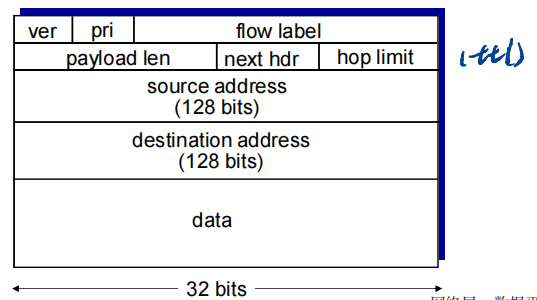 ver pri flow label
payload len next hdr hop limit (ttl)
source address
(128 bits)
destination address
(128 bits)
data
32 bits